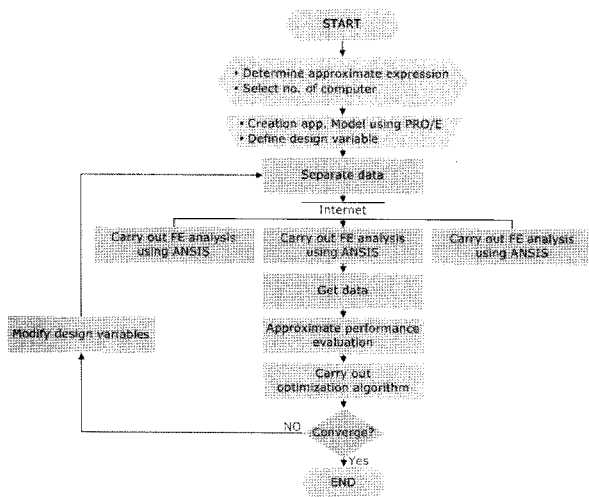 START
• Determine approximate expression
• Select no. of computer
• Creation app. Model using PRO/E
• Define design variable
Separate data
Internet
Carry out FE analysis
using ANSIS
Carry out FE analysis
using ANSIS
Carry out FE analysis
using ANSIS
Get data
Approximate performance
evaluation
Modify design variables
Carry out
optimization algorithm
NO
Converge?
Yes
END